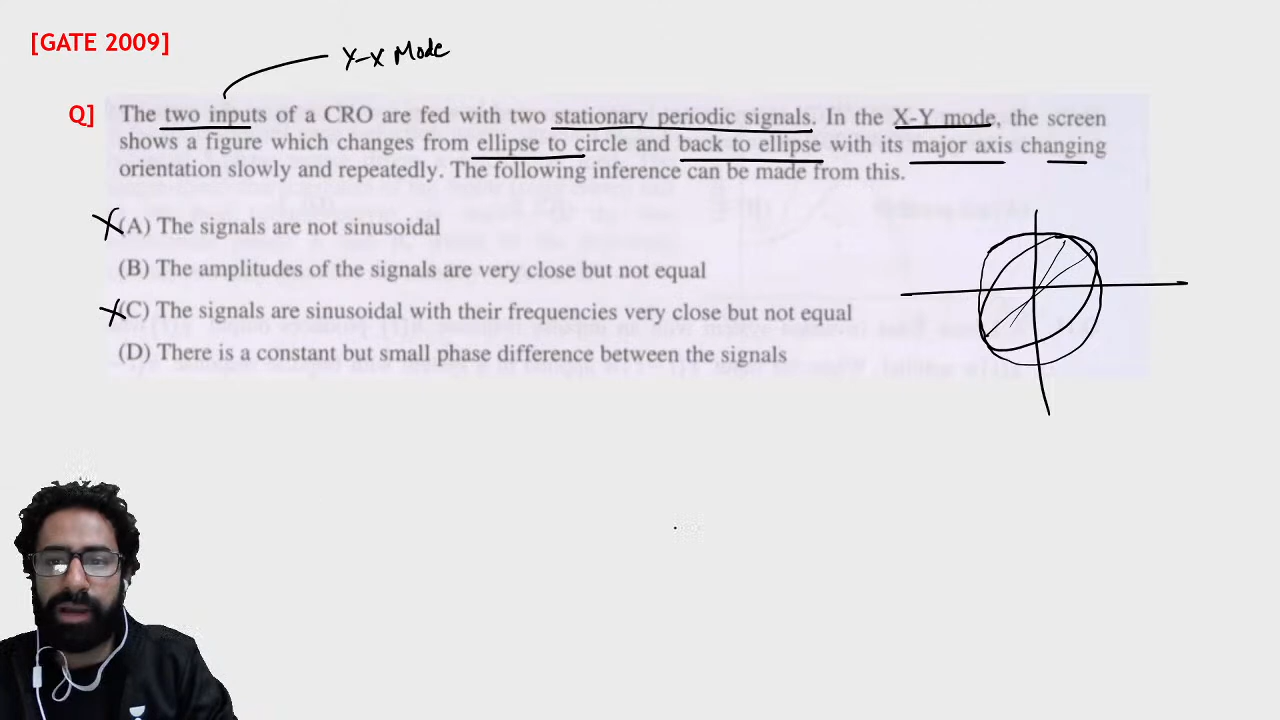 [GATE 2009]
Y-X Mode
Q] The two inputs of a CRO are fed with two stationary periodic signals. In the X-Y mode, the screen
shows a figure which changes from ellipse to circle and back to ellipse with its major axis changing
orientation slowly and repeatedly. The following inference can be made from this.
(A) The signals are not sinusoidal
(B) The amplitudes of the signals are very close but not equal
(C) The signals are sinusoidal with their frequencies very close but not equal
(D) There is a constant but small phase difference between the signals